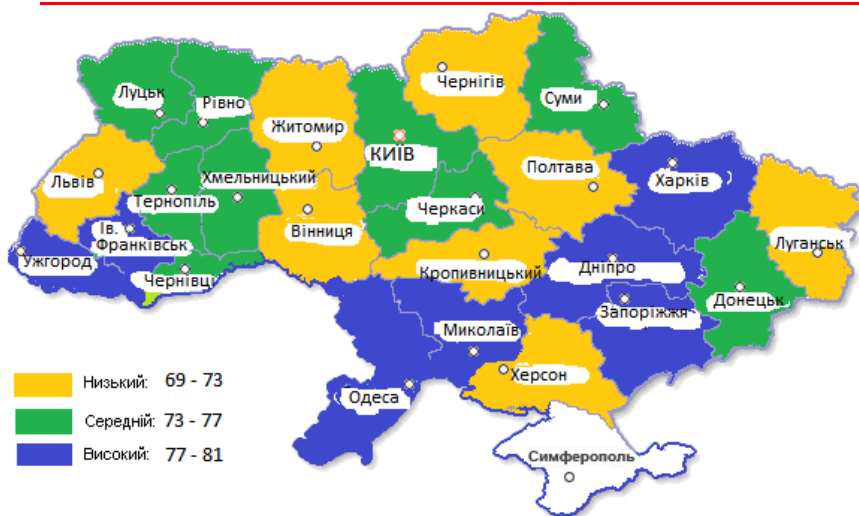 Чернігів
Луцьк
Рівно
Суми
Житомир
КИЇВ
Полтава
Харків
Львів
Хмельницький
Тернопіль
Черкаси
Ів.
Франківськ
Вінниця
Луганськ
Ужгород
Чернівці
Кропивницький
Дніпро
Донецьк
Запоріжжя
Миколаїв
Херсон
Одеса
Низький: 69 - 73
Середній: 73 - 77
Високий: 77 - 81
Симферополь